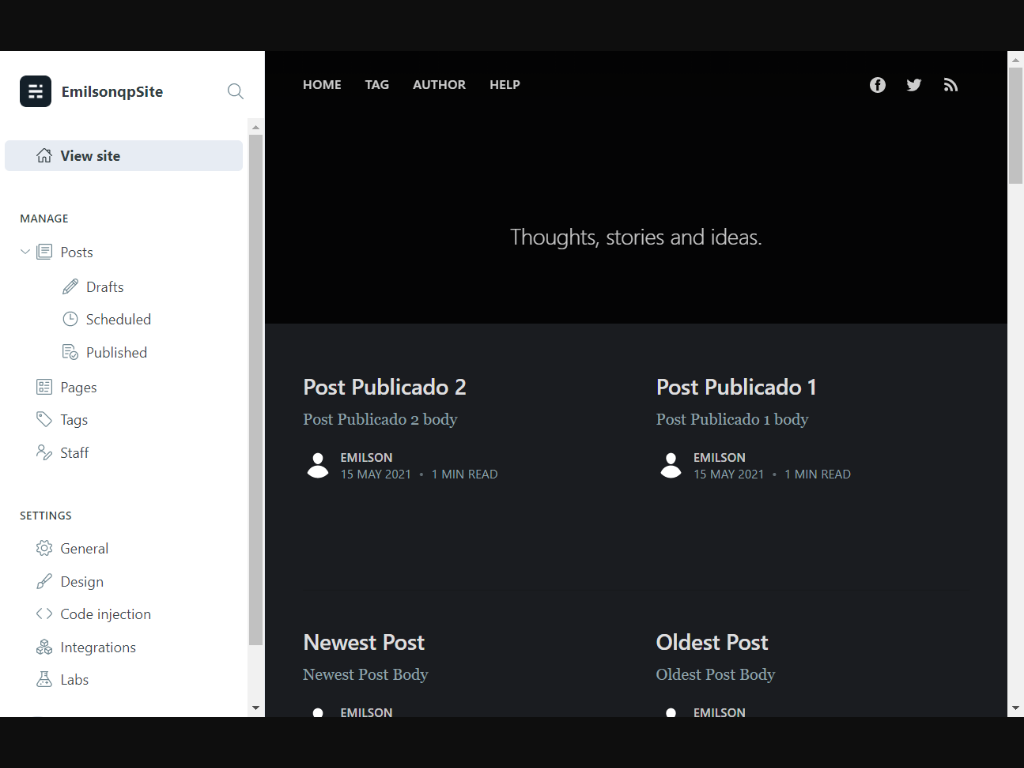 EmilsonqpSite
View site
MANAGE
Posts
Drafts
Scheduled
Published
Pages
Tags
Staff
SETTINGS
General
Design
Code injection
Integrations
Labs
HOME TAG AUTHOR HELP
Thoughts, stories and ideas.
Post Publicado 2
Post Publicado 2 body
EMILSON
15 MAY 2021 • 1 MIN READ
Post Publicado 1
Post Publicado 1 body
EMILSON
15 MAY 2021 • 1 MIN READ
Newest Post
Newest Post Body
EMILSON
Oldest Post
Oldest Post Body
EMILSON